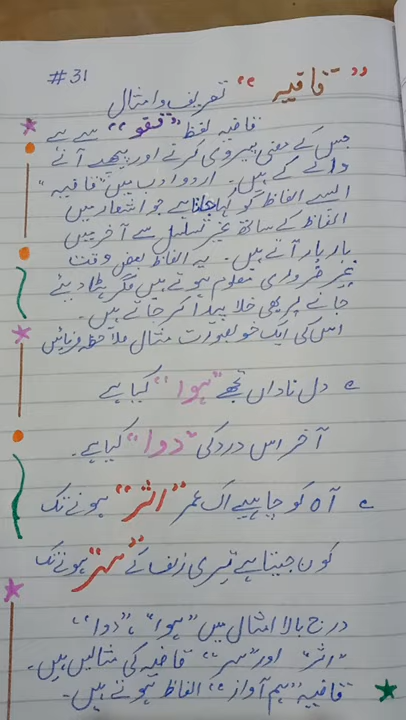 #31
"قافیہ" تعریف و امثال
قافیہ لفظ "قفو" سے ہے
جس کے معنی پیروی کرنے اور پیچھے آنے
والے کے ہیں۔ اردو ادب میں "قافیہ"
ایسے الفاظ کو کہا جاتا ہے جو اشعار میں
الفاظ کے ساتھ غیر تسلسل سے آخر میں
بار بار آتے ہیں۔ یہ الفاظ بعض وقت
غیر ضروری معلوم ہوتے ہیں مگر ہٹا دیئے
جانے پر بھی خلا پیدا کر جاتے ہیں۔
اس کی ایک خوبصورت مثال ملاحظہ فرمائیں
؎ دل ناداں تجھے "ہوا" کیا ہے
آخر اس درد کی "دوا" کیا ہے۔
؎ آہ کو چاہیے اک عمر "اثر" ہونے تک
کون جیتا ہے تیری زلف کے "سر" ہونے تک
درج بالا امثال میں "ہوا"، "دوا"
"اثر" اور "سر" قافیہ کی مثالیں ہیں۔
قافیہ "ہم آواز" الفاظ ہوتے ہیں۔